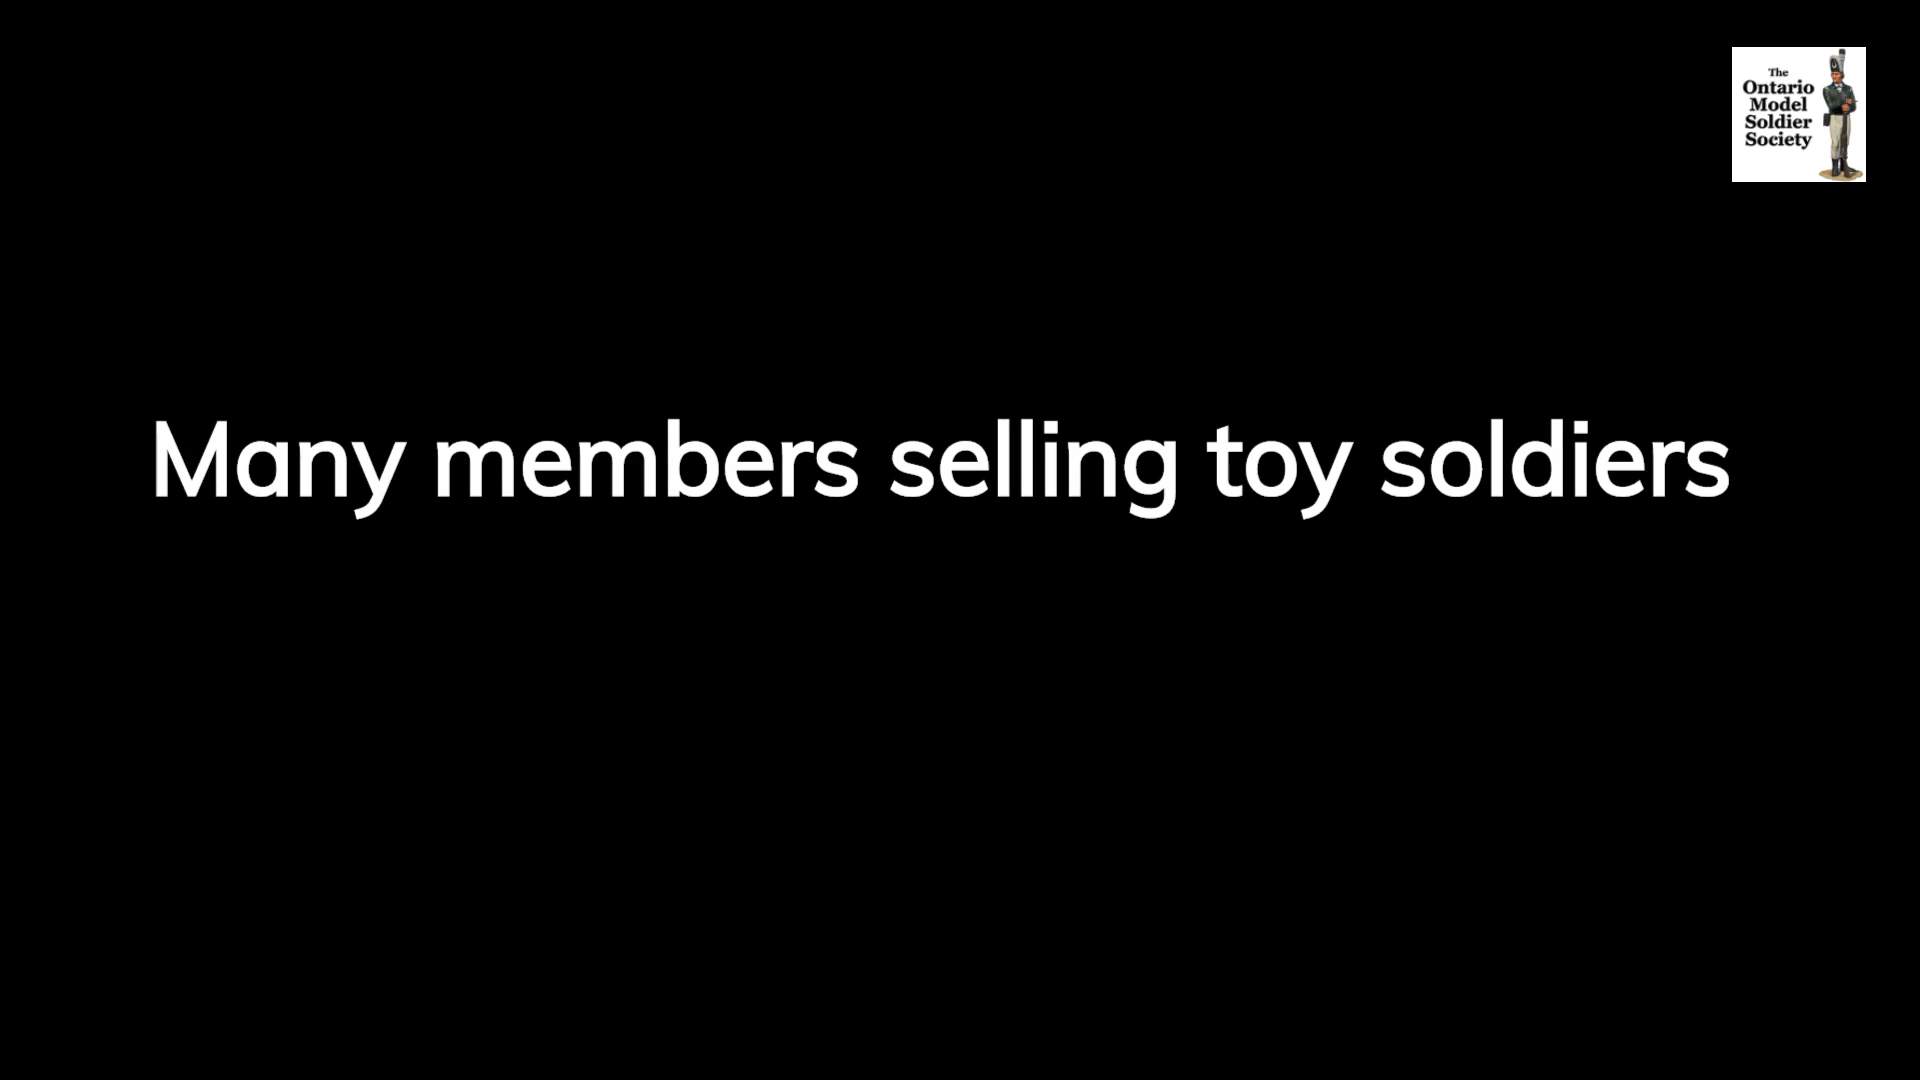 The
Ontario
Model
Soldier
Society
Many members selling toy soldiers